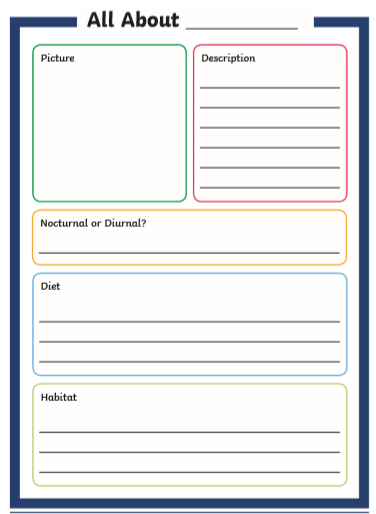 All About
Picture
Description
Nocturnal or Diurnal?
Diet
Habitat